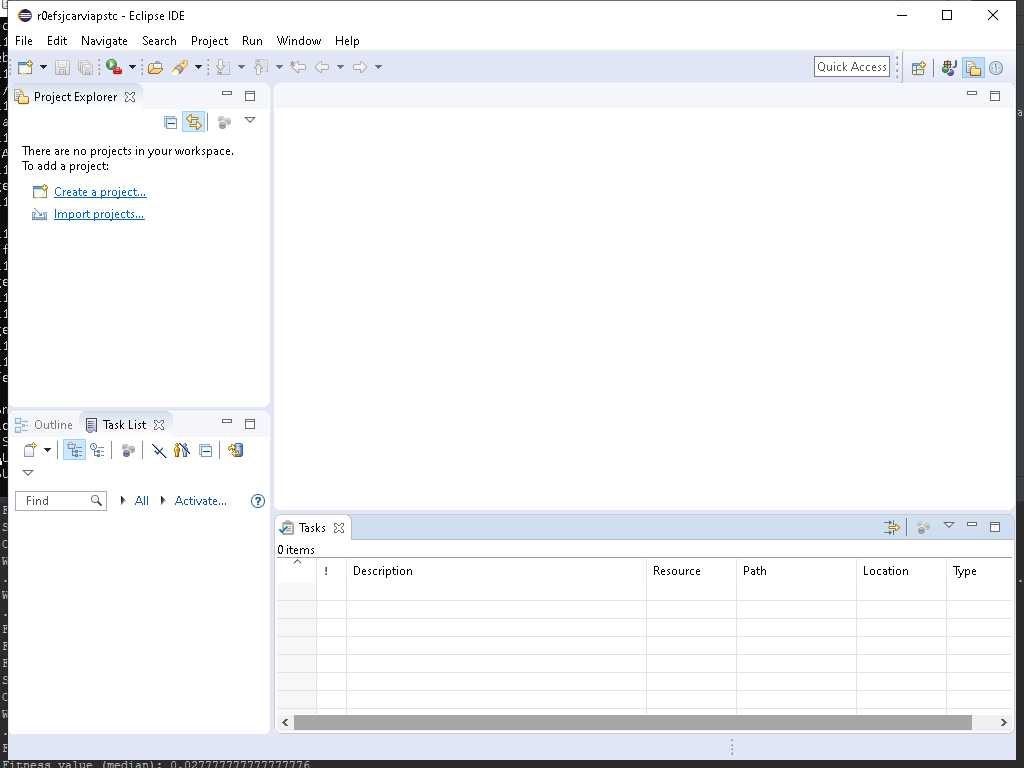 r0efsjcarviapstc - Eclipse IDE
File Edit Navigate Search Project Run Window Help
Quick Access
Project Explorer
There are no projects in your workspace.
To add a project:
Create a project...
Import projects...
Outline Task List
Find All Activate...
Tasks
0 items
! Description Resource Path Location Type
Fitness value (median): 0.027777777777777776